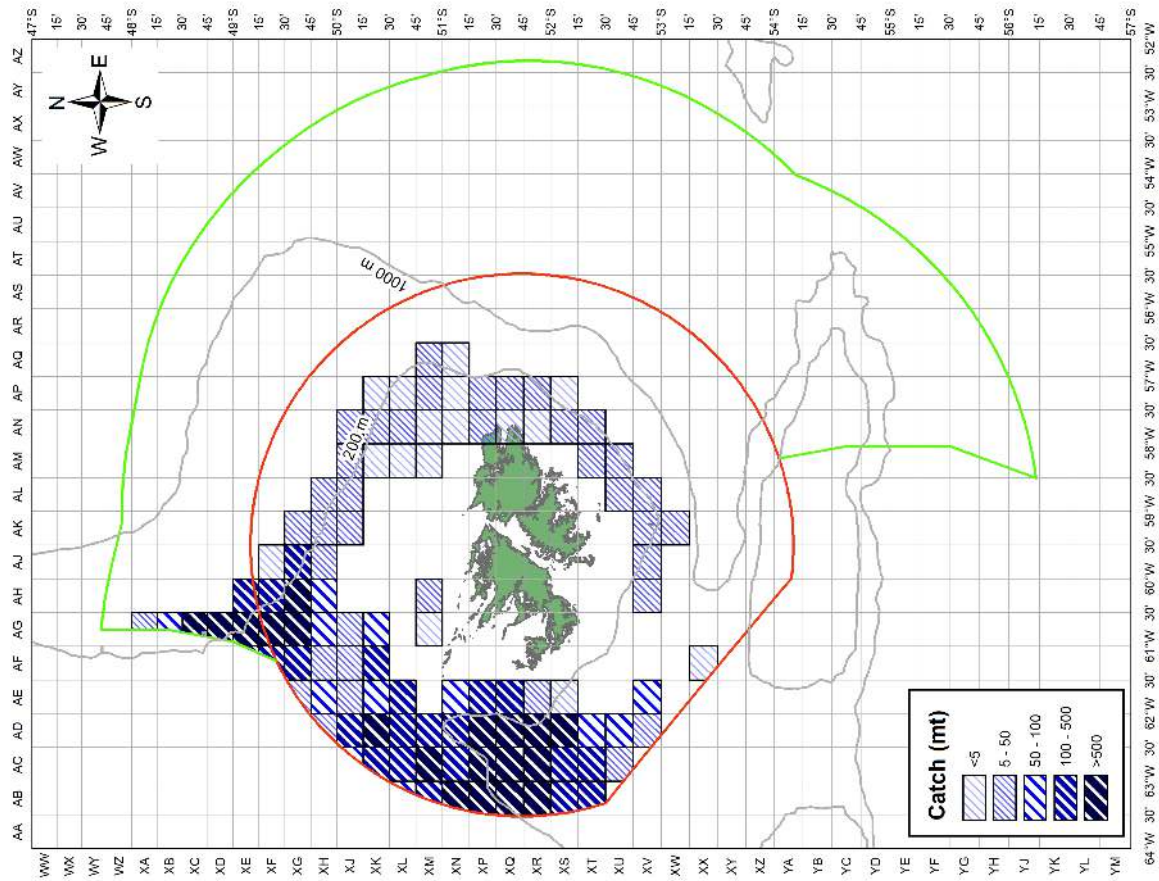 AA AB AC AD AE AF AG AH AJ AK AL AM AN AP AQ AR AS AT AU AV AW AX AY AZ
WW
WX
WY
WZ
XA
XB
XC
XD
XE
XF
XG
XH
XJ
XK
XL
XM
XN
XP
XQ
XR
XS
XT
XU
XV
XW
XX
XY
XZ
YA
YB
YC
YD
YE
YF
YG
YH
YJ
YK
YL
YM
N
W E
S
1000 m
200 m
Catch (mt)
<5
5 - 50
50 - 100
100 - 500
>500
47°S
15'
30'
45'
48°S
15'
30'
45'
49°S
15'
30'
45'
50°S
15'
30'
45'
51°S
15'
30'
45'
52°S
15'
30'
45'
53°S
15'
30'
45'
54°S
15'
30'
45'
55°S
15'
30'
45'
56°S
15'
30'
45'
57°S
64°W 30' 63°W 30' 62°W 30' 61°W 30' 60°W 30' 59°W 30' 58°W 30' 57°W 30' 56°W 30' 55°W 30' 54°W 30' 53°W 30' 52°W